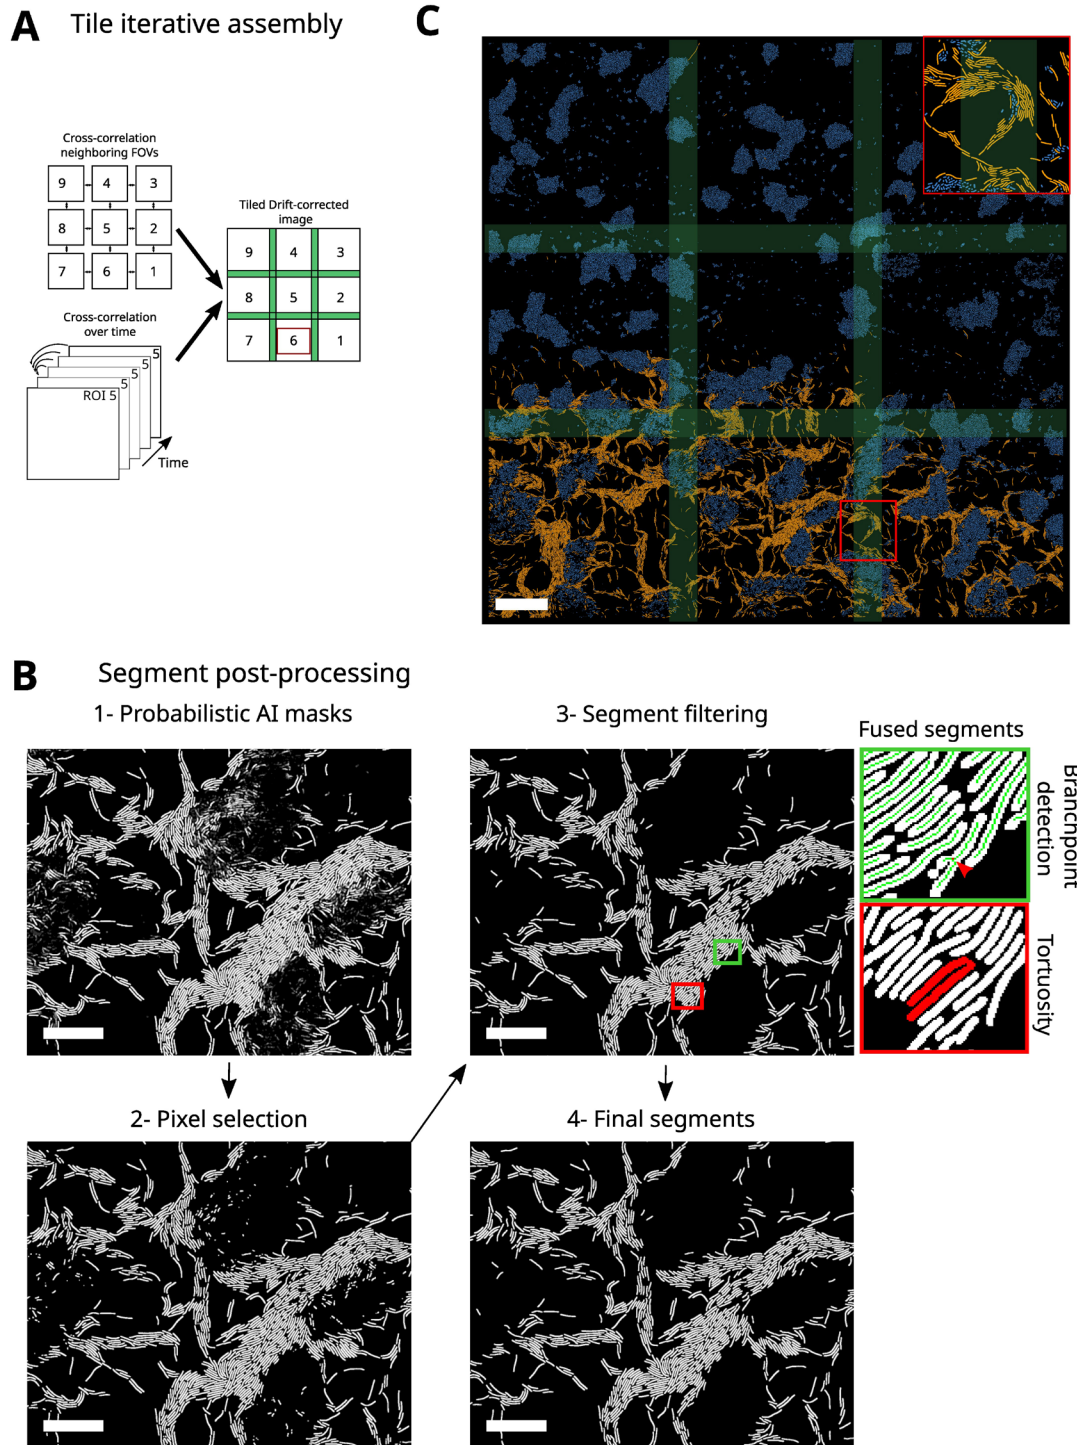 A Tile iterative assembly
Cross-correlation
neighboring FOVs
9 4 3
8 5 2
7 6 1
Cross-correlation
over time
5
5
5
5
ROI 5
Time
Tiled Drift-corrected
image
9 4 3
8 5 2
7 6 1
C
B Segment post-processing
1- Probabilistic AI masks
2- Pixel selection
3- Segment filtering
Fused segments
Branchpoint
detection
Tortuosity
4- Final segments